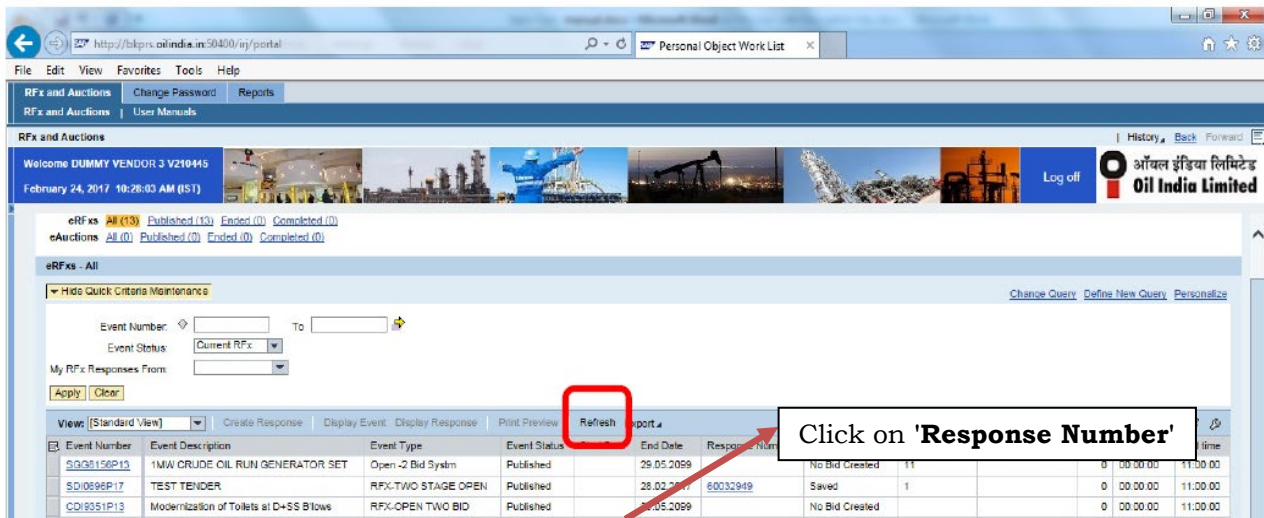 http://bkprs.oilindia.in:50400/irj/portal
Personal Object Work List
File Edit View Favorites Tools Help
RFx and Auctions Change Password Reports
RFx and Auctions | User Manuals
RFx and Auctions | History Back Forward
Welcome DUMMY VENDOR 3 V210445
February 24, 2017 10:28:03 AM (IST)
Log off
ऑयल इंडिया लिमिटेड
Oil India Limited
eRFxs All (13) Published (13) Ended (0) Completed (0)
eAuctions All (0) Published (0) Ended (0) Completed (0)
eRFxs - All
Hide Quick Criteria Maintenance Change Query Define New Query Personalize
Event Number: To
Event Status: Current RFx
My RFx Responses From:
Apply Clear
View: [Standard View] Create Response Display Event Display Response Print Preview Refresh Export
Click on 'Response Number'
Event Number Event Description Event Type Event Status End Date Response time
SGG6156P13 1MW CRUDE OIL RUN GENERATOR SET Open -2 Bid Systm Published 29.05.2099 No Bid Created 11 0 00:00:00 11:00:00
SDI0696P17 TEST TENDER RFX-TWO STAGE OPEN Published 28.02.2017 60032949 Saved 1 0 00:00:00 11:00:00
CDI9351P13 Modernization of Toilets at D+SS B'lows RFX-OPEN TWO BID Published .05.2099 No Bid Created 0 00:00:00 11:00:00